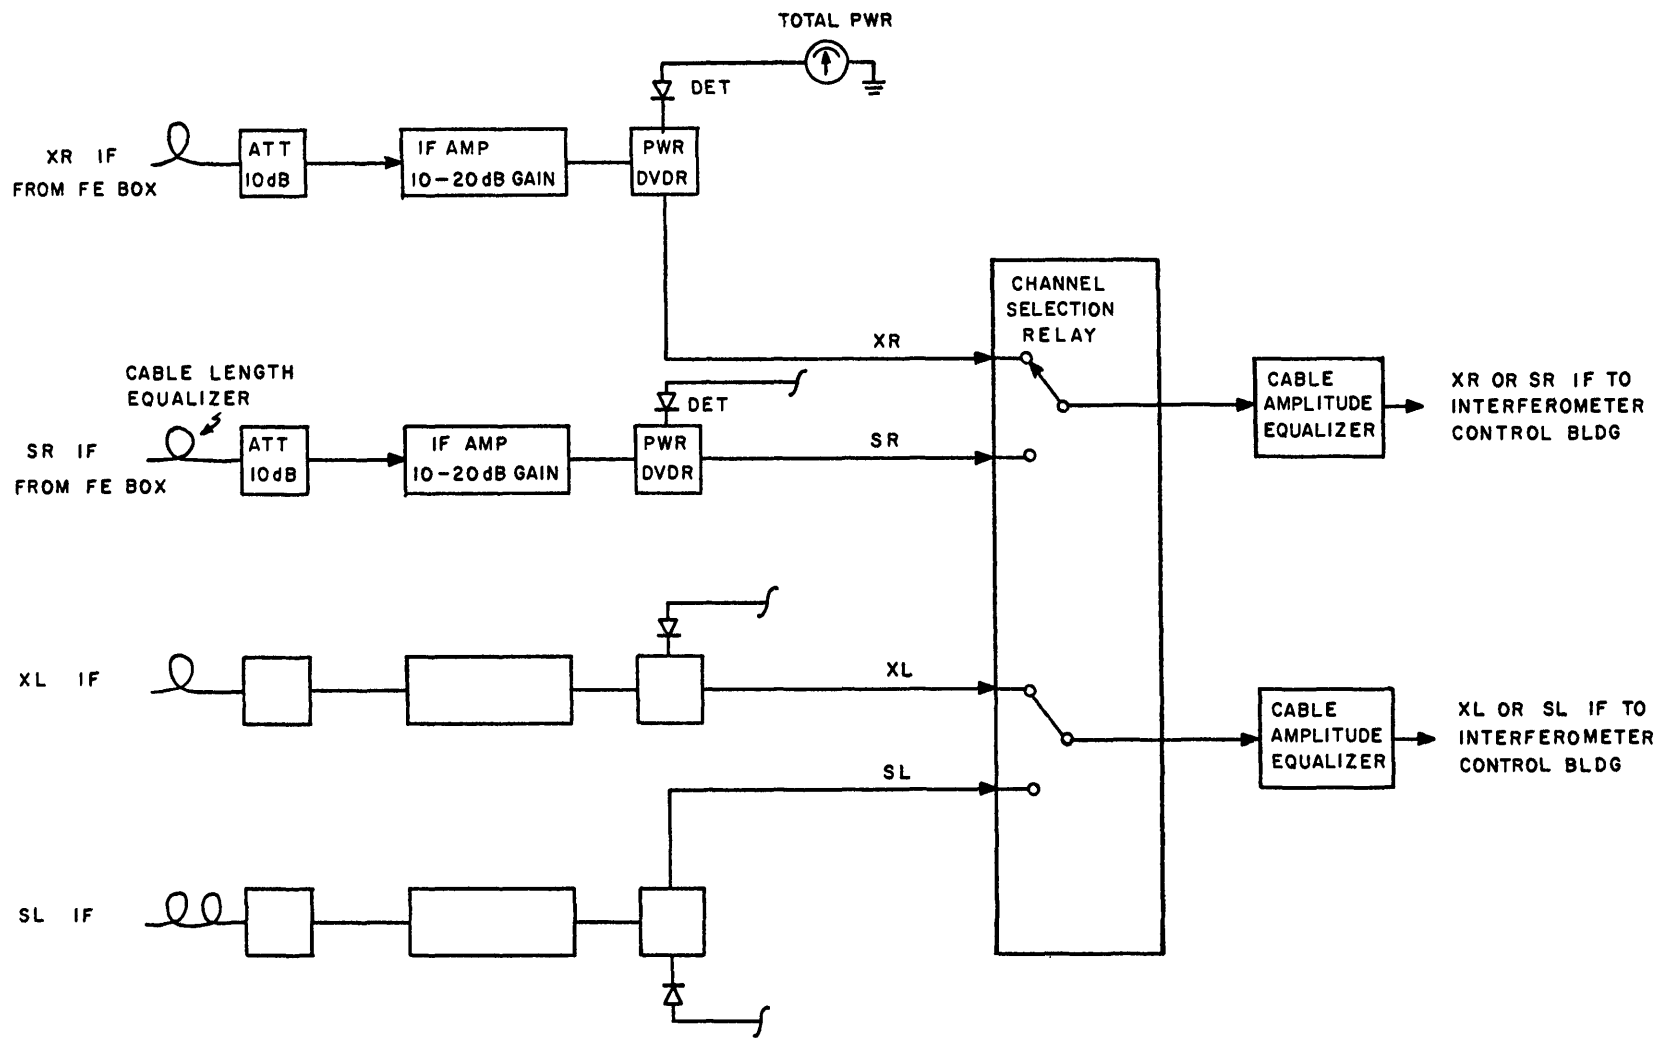 TOTAL PWR
DET
XR IF
FROM FE BOX
ATT
10dB
IF AMP
10-20dB GAIN
PWR
DVDR
CHANNEL
SELECTION
RELAY
XR
CABLE LENGTH
EQUALIZER
DET
SR IF
FROM FE BOX
ATT
10dB
IF AMP
10-20dB GAIN
PWR
DVDR
SR
CABLE
AMPLITUDE
EQUALIZER
XR OR SR IF TO
INTERFEROMETER
CONTROL BLDG
XL IF
XL
CABLE
AMPLITUDE
EQUALIZER
XL OR SL IF TO
INTERFEROMETER
CONTROL BLDG
SL
SL IF